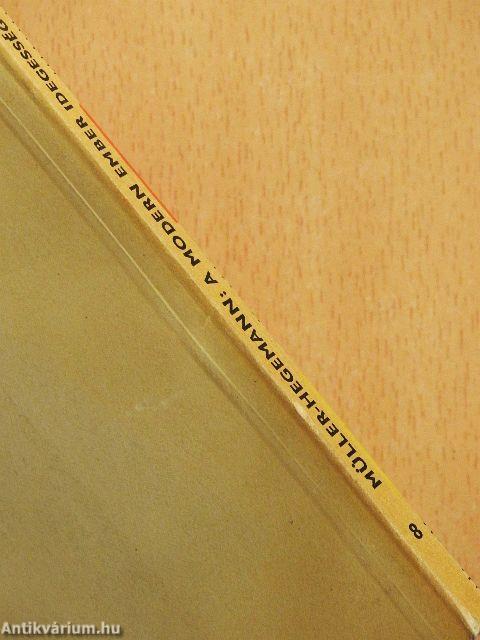 8 MÜLLER-HEGEMANN: A MODERN EMBER IDEGESSÉG
Antikvárium.hu